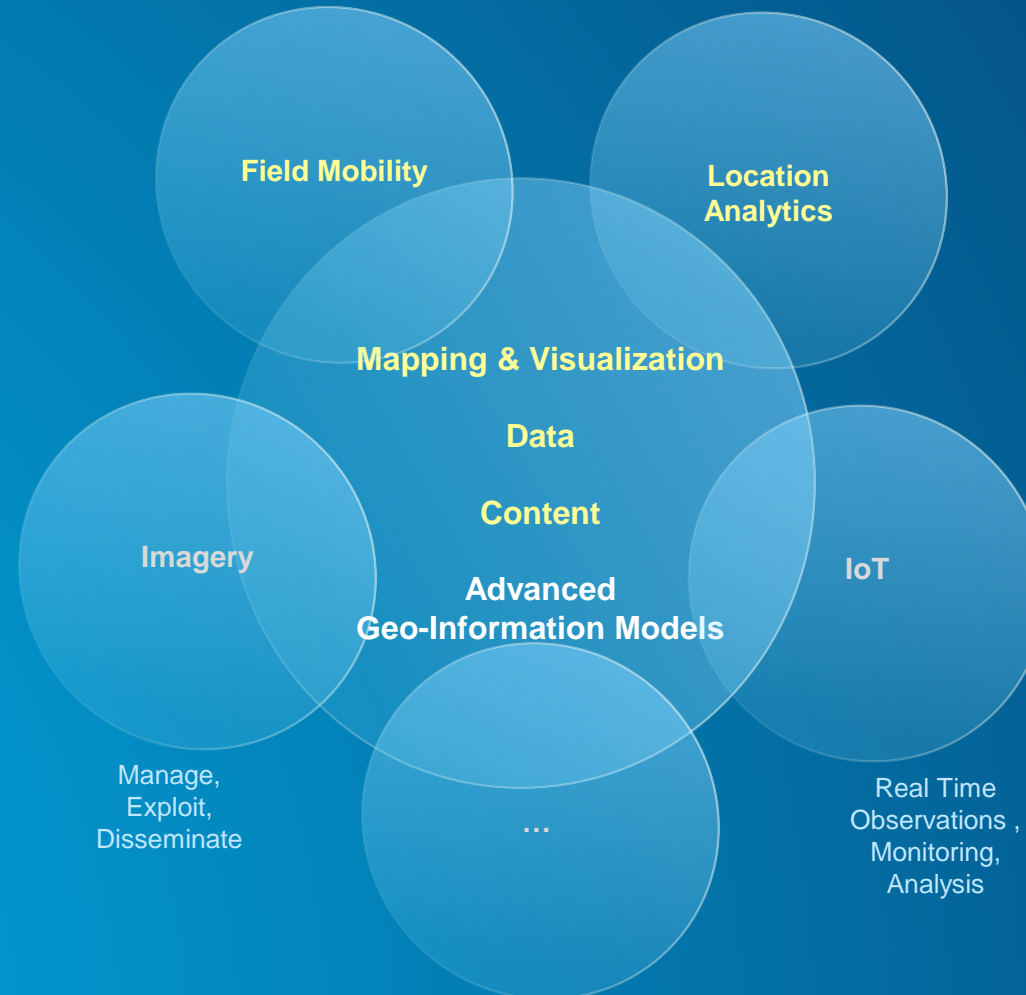 Field Mobility
Location
Analytics
Mapping & Visualization
Data
Content
Advanced
Geo-Information Models
Imagery
IoT
Manage,
Exploit,
Disseminate
...
Real Time
Observations ,
Monitoring,
Analysis